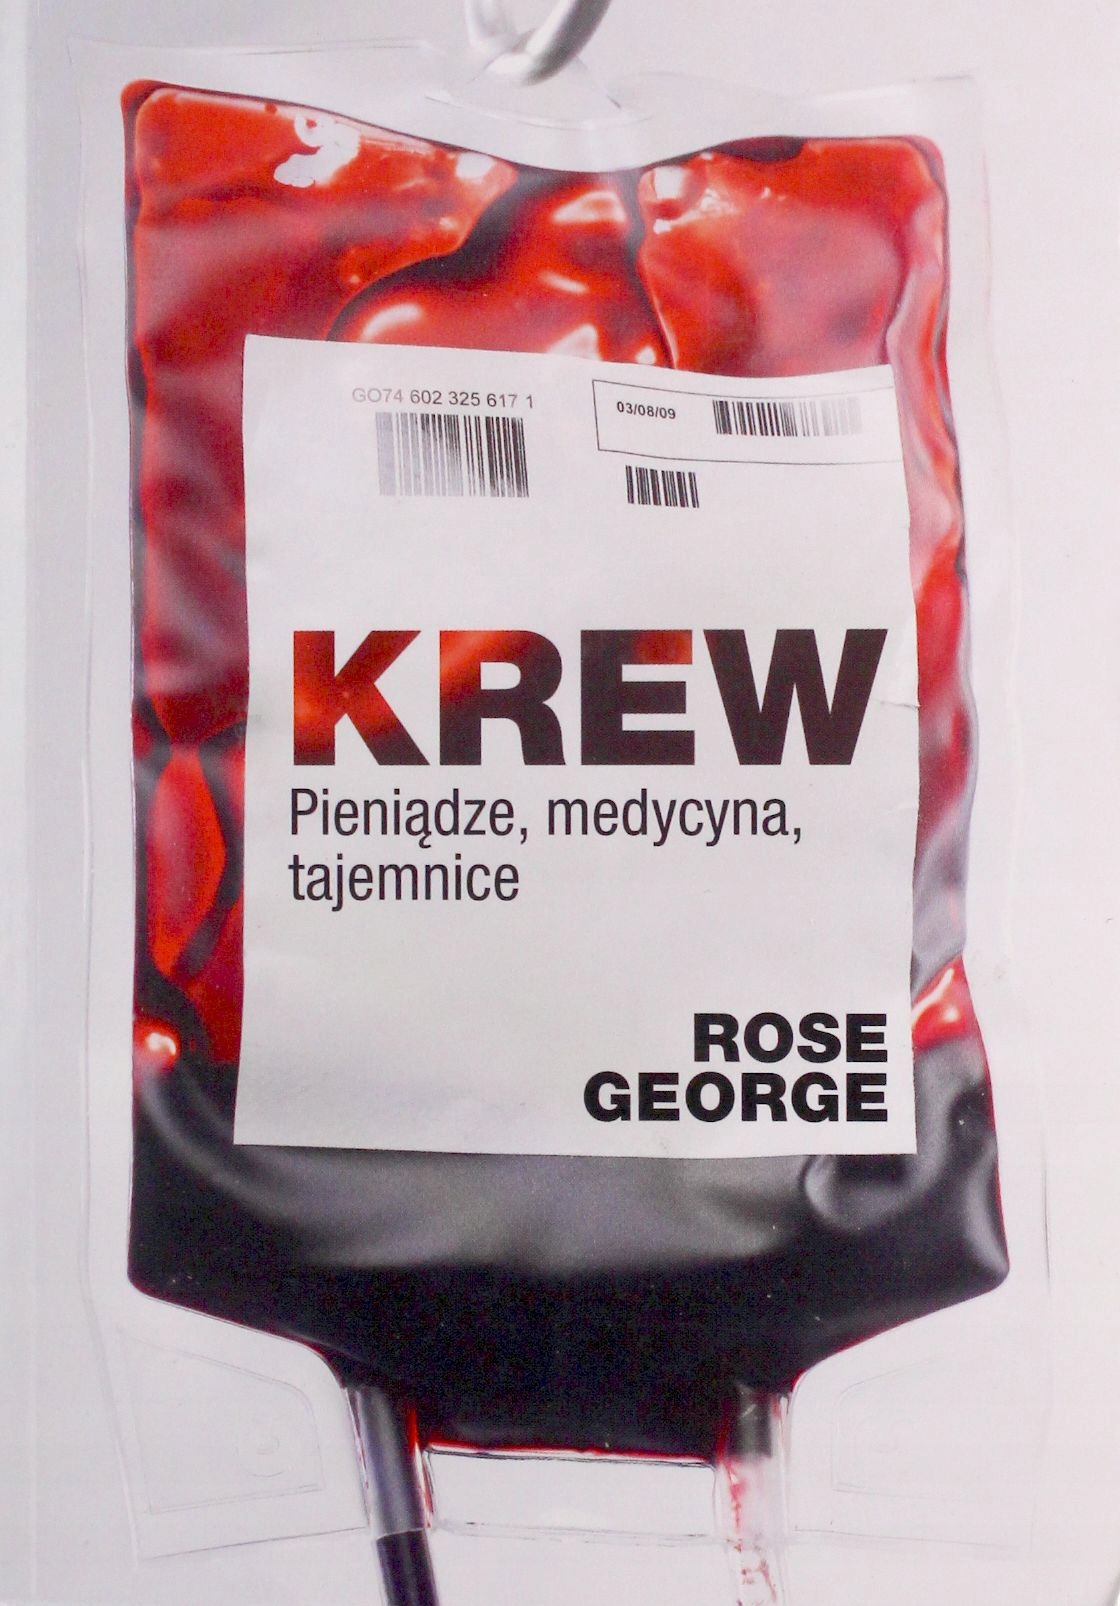 GO74 602 325 617 1
03/08/09
KREW
Pieniądze, medycyna,
tajemnice
ROSE
GEORGE